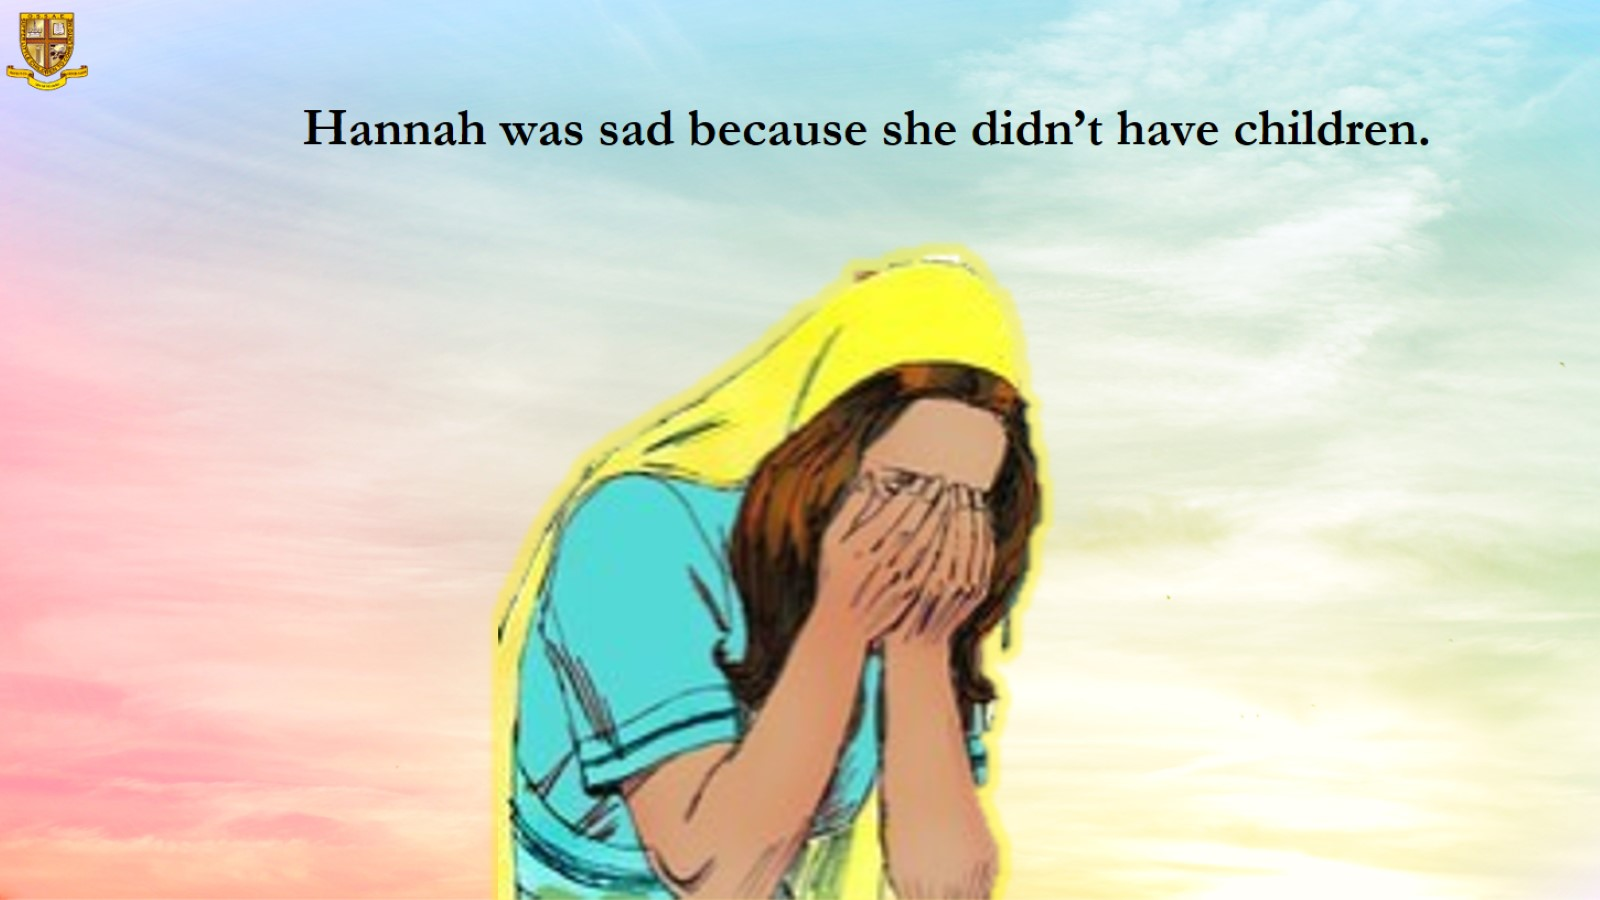 O.S.S.A.E.
Hannah was sad because she didn’t have children.